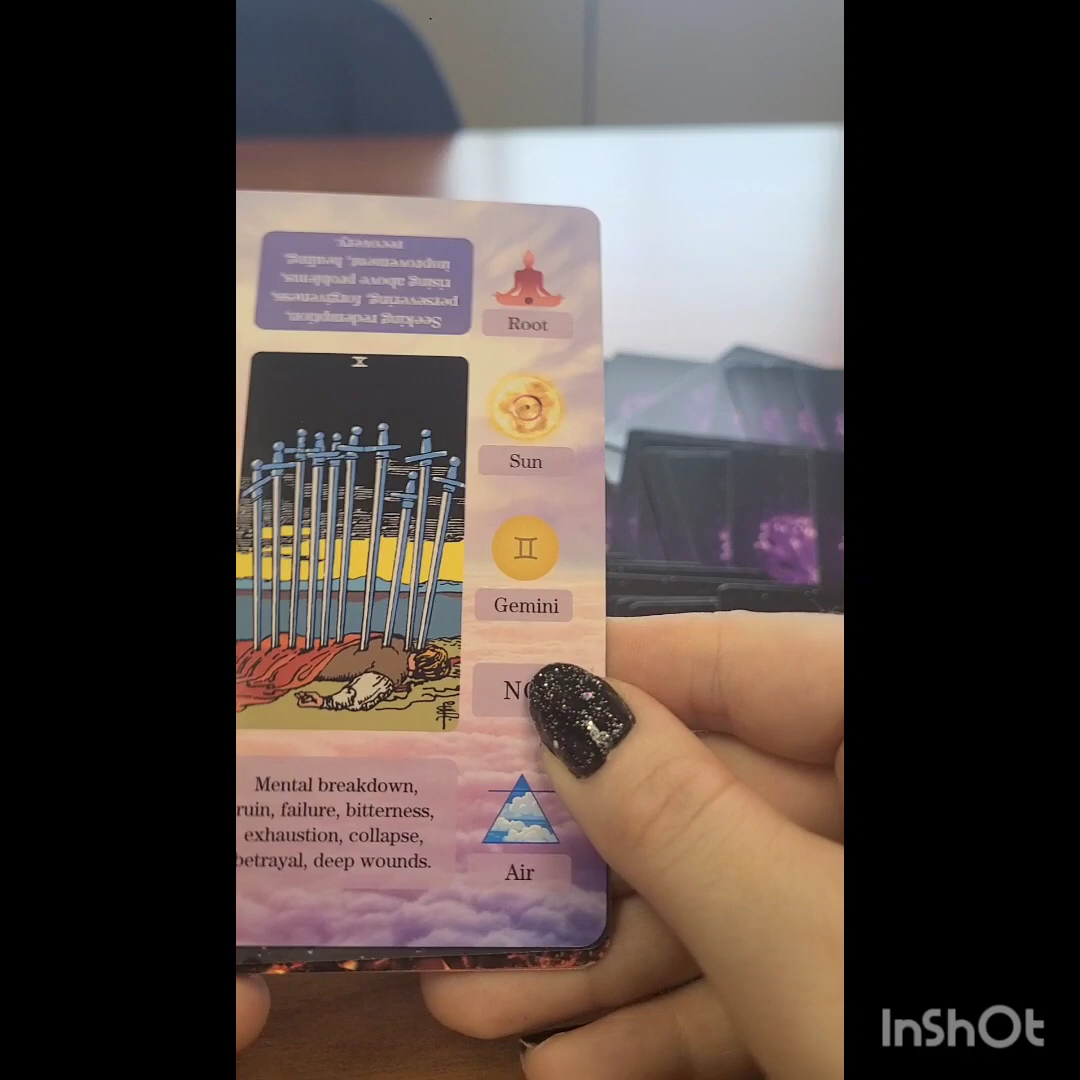 recovery.
improvement, healing,
rising above problems,
persevering, forgiveness,
Seeking redemption,
Root
X
Sun
Gemini
Mental breakdown,
ruin, failure, bitterness,
exhaustion, collapse,
betrayal, deep wounds.
Air
InShOt